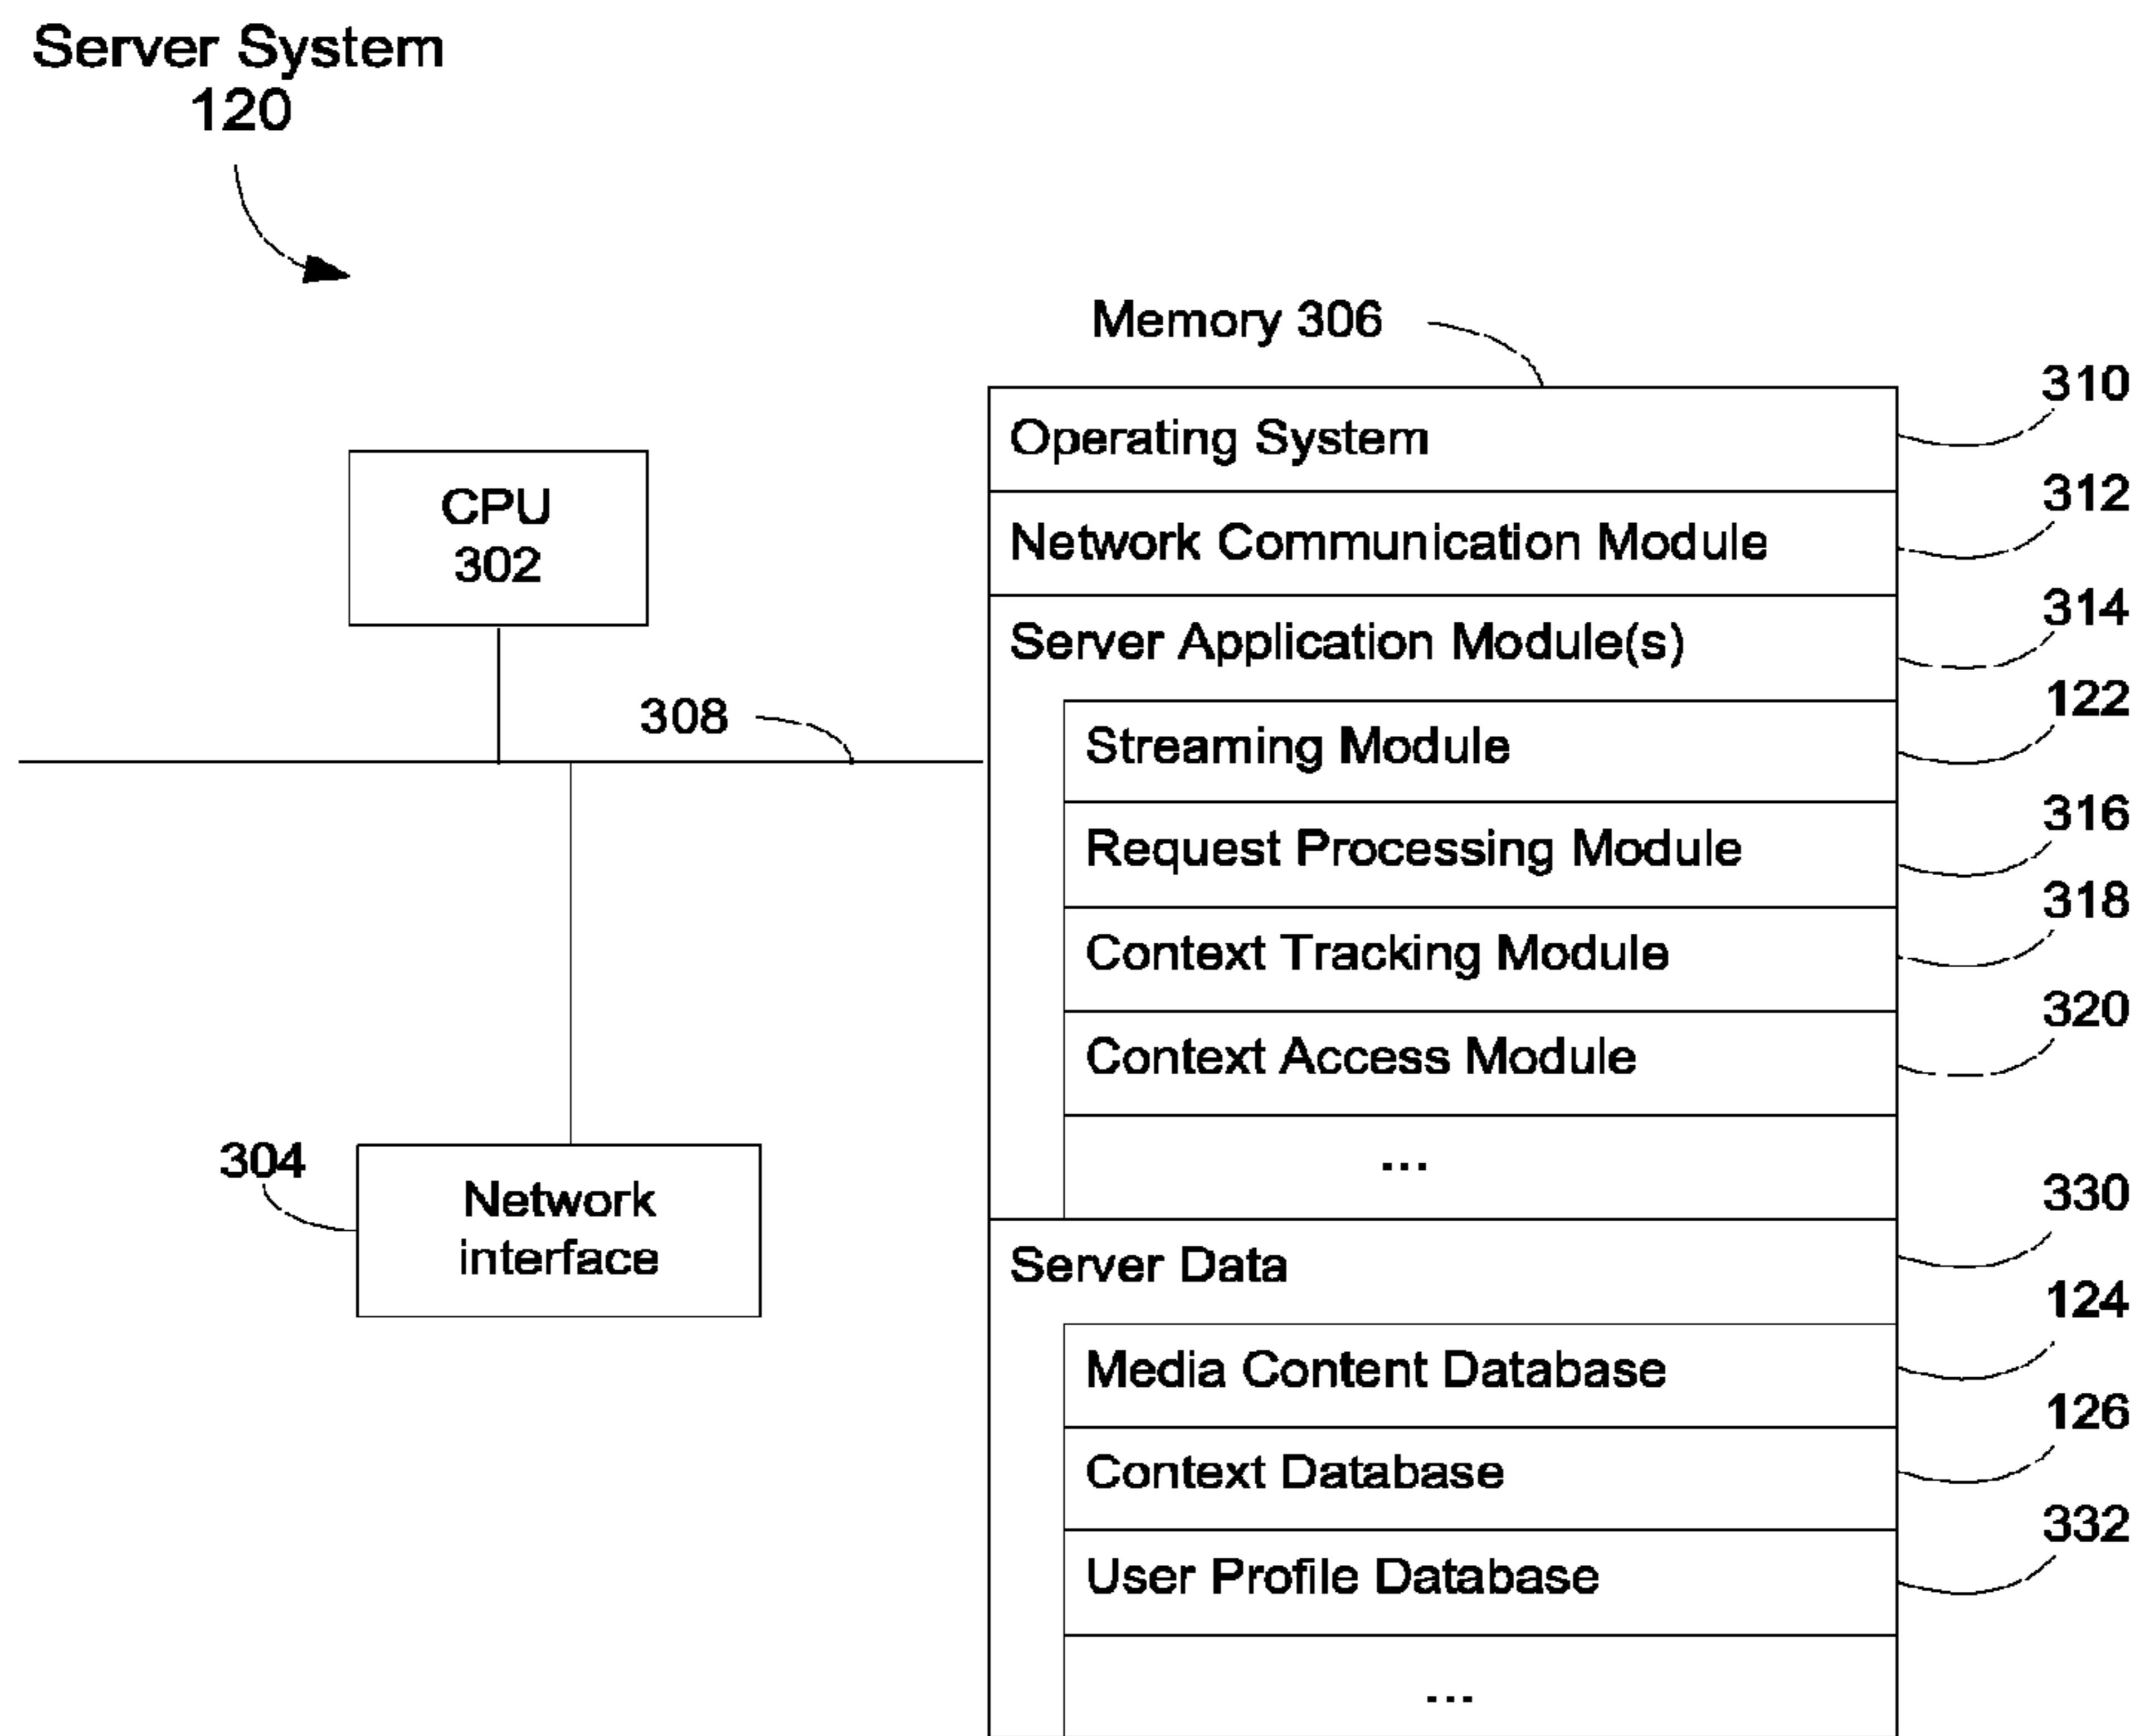 Server System
120
Memory 306
310
Operating System
312
CPU
302
Network Communication Module
314
Server Application Module(s)
308
122
Streaming Module
316
Request Processing Module
318
Context Tracking Module
320
Context Access Module
...
304
Network
interface
330
Server Data
124
Media Content Database
126
Context Database
332
User Profile Database
...